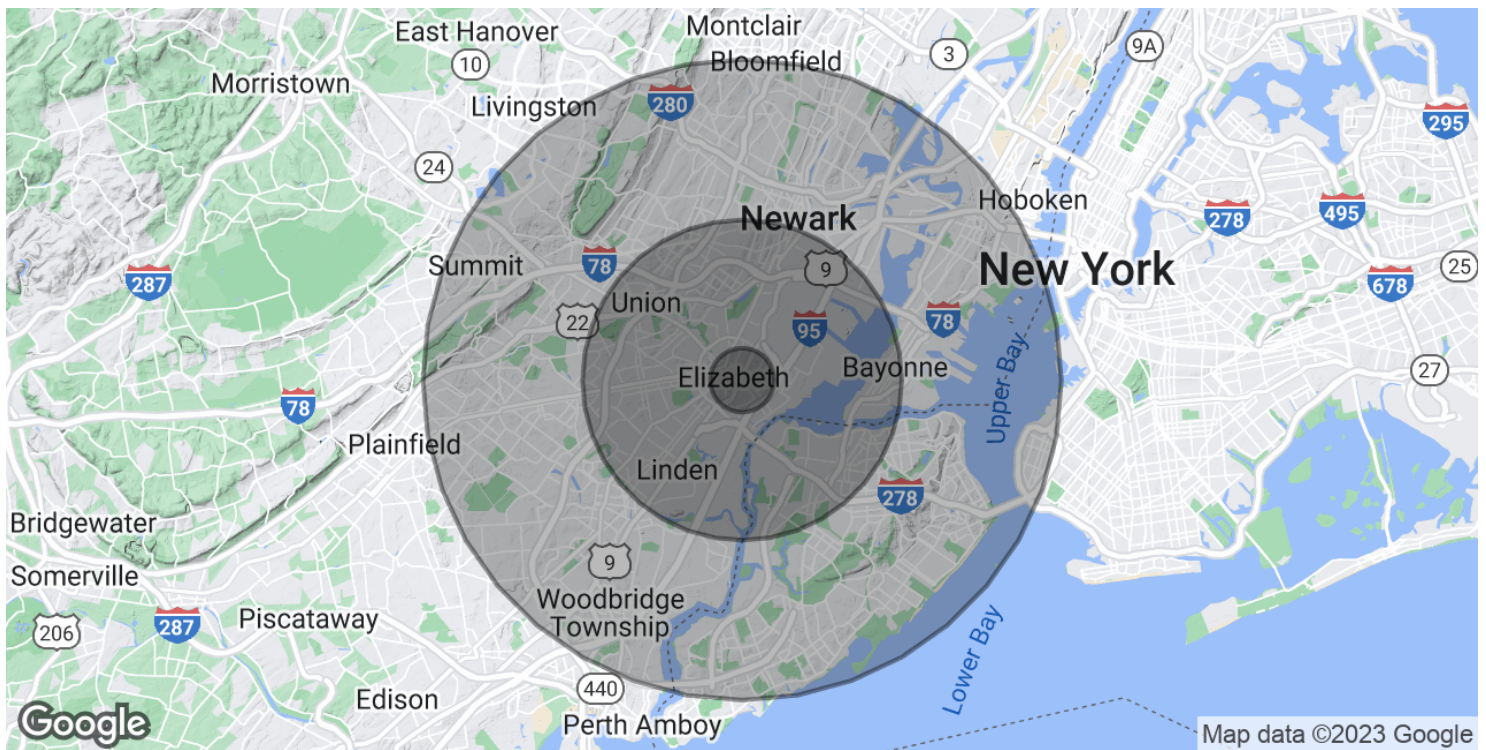 Montclair
East Hanover
9A
3
Bloomfield
10
Morristown
Livingston
280
295
24
Hoboken
278
495
Newark
Summit
78
9
New York
25
287
678
Union
22
95
78
Upper Bay
Elizabeth
Bayonne
27
78
Plainfield
Linden
278
Bridgewater
9
Somerville
Woodbridge
Township
Piscataway
206
287
Lower Bay
440
Edison
Perth Amboy
Google
Map data ©2023 Google